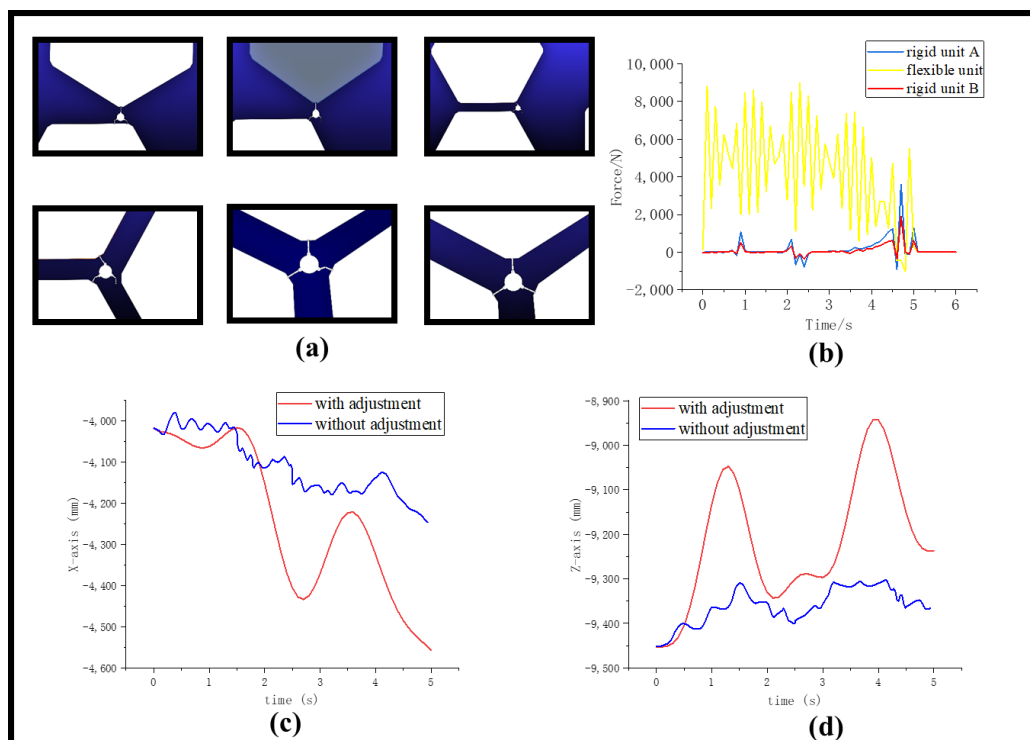 (a)
rigid unit A
flexible unit
rigid unit B
10,000
8,000
6,000
4,000
2,000
0
-2,000
Force/N
0 1 2 3 4 5 6
Time/s
(b)
with adjustment
without adjustment
-4,000
-4,100
-4,200
-4,300
-4,400
-4,500
-4,600
X-axis (mm)
0 1 2 3 4 5
time (s)
(c)
with adjustment
without adjustment
-8,900
-9,000
-9,100
-9,200
-9,300
-9,400
-9,500
Z-axis (mm)
0 1 2 3 4 5
time (s)
(d)